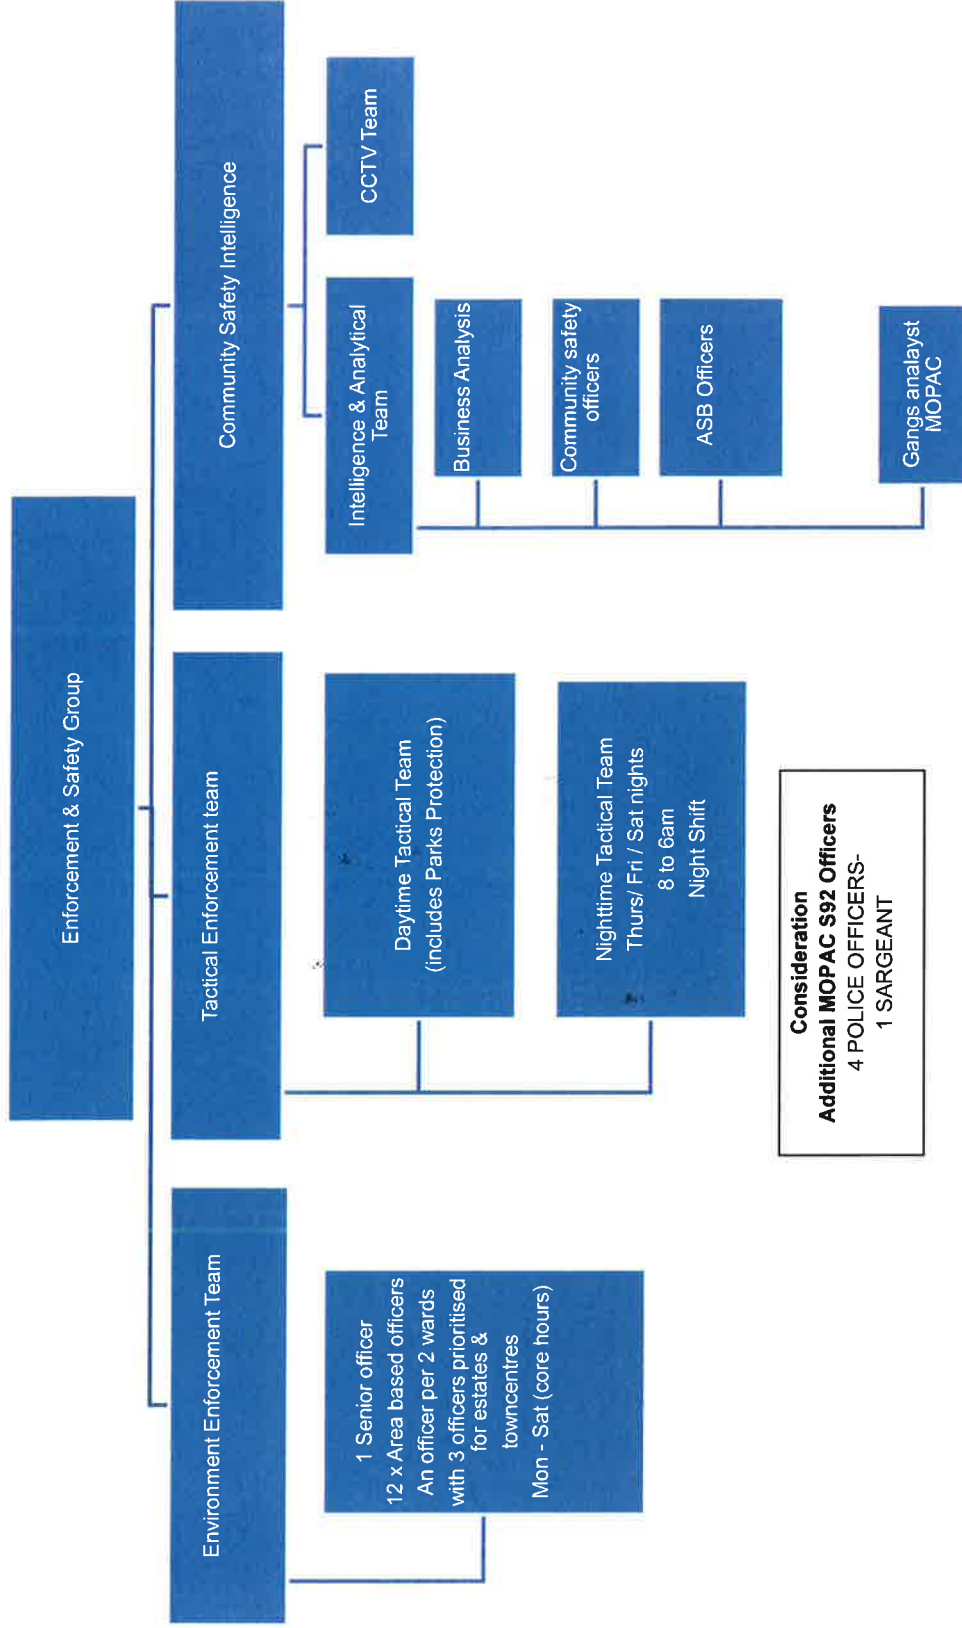 Enforcement & Safety Group
Environment Enforcement Team
1 Senior officer
12 x Area based officers
An officer per 2 wards
with 3 officers prioritised
for estates &
towncentres
Mon - Sat (core hours)
Tactical Enforcement team
Daytime Tactical Team
(includes Parks Protection)
Nighttime Tactical Team
Thurs/ Fri / Sat nights
8 to 6am
Night Shift
Community Safety Intelligence
Intelligence & Analytical
Team
Business Analysis
Community safety
officers
ASB Officers
Gangs analayst
MOPAC
CCTV Team
Consideration
Additional MOPAC S92 Officers
4 POLICE OFFICERS-
1 SARGEANT